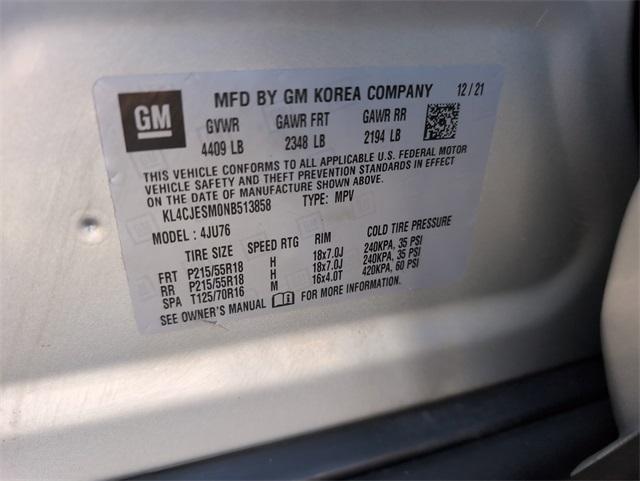 GM
MFD BY GM KOREA COMPANY 12/21
GVWR GAWR FRT GAWR RR
4409 LB 2348 LB 2194 LB
THIS VEHICLE CONFORMS TO ALL APPLICABLE U.S. FEDERAL MOTOR
VEHICLE SAFETY AND THEFT PREVENTION STANDARDS IN EFFECT
ON THE DATE OF MANUFACTURE SHOWN ABOVE.
KL4CJESM0NB513858 TYPE: MPV
MODEL: 4JU76
TIRE SIZE SPEED RTG RIM COLD TIRE PRESSURE
FRT P215/55R18 H 18x7.0J 240KPA, 35 PSI
RR P215/55R18 H 18x7.0J 240KPA, 35 PSI
SPA T125/70R16 M 16x4.0T 420KPA, 60 PSI
SEE OWNER'S MANUAL FOR MORE INFORMATION.